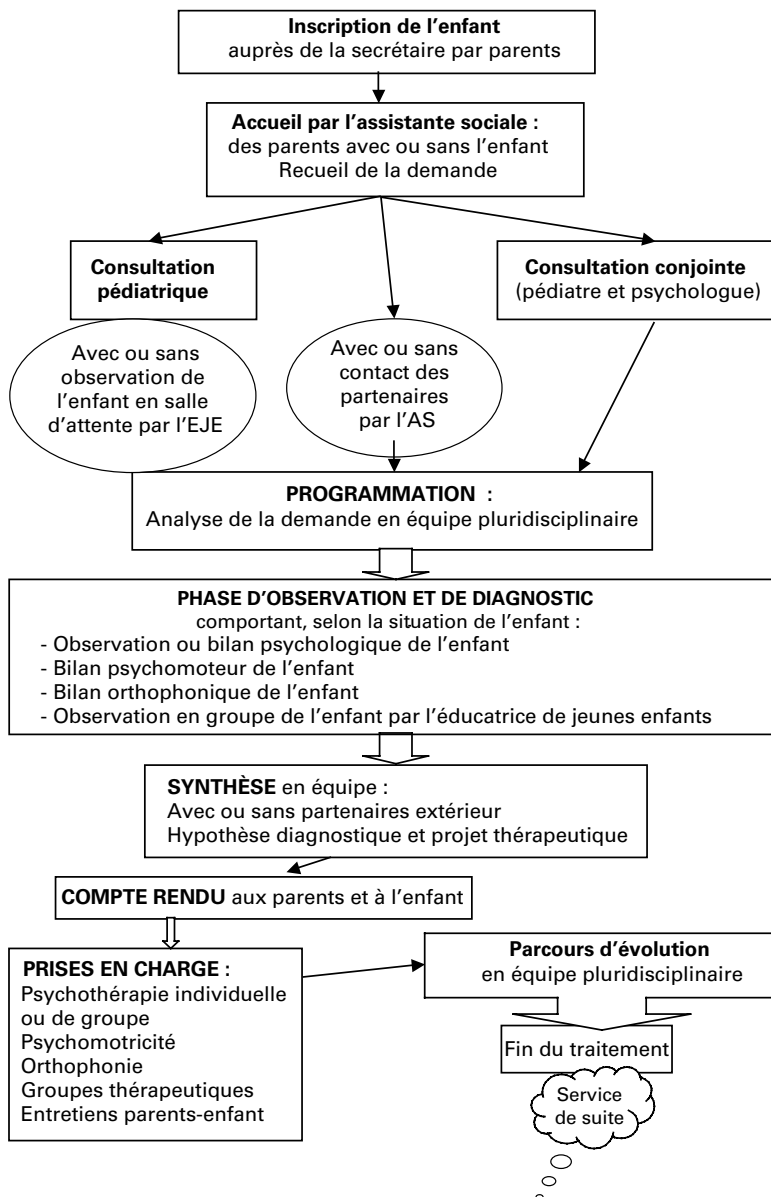 Inscription de l'enfant
auprès de la secrétaire par parents
Accueil par l'assistante sociale :
des parents avec ou sans l'enfant
Recueil de la demande
Consultation
pédiatrique
Consultation conjointe
(pédiatre et psychologue)
Avec ou sans
observation de
l'enfant en salle
d'attente par l'EJE
Avec ou sans
contact des
partenaires
par l'AS
PROGRAMMATION :
Analyse de la demande en équipe pluridisciplinaire
PHASE D'OBSERVATION ET DE DIAGNOSTIC
comportant, selon la situation de l'enfant :
- Observation ou bilan psychologique de l'enfant
- Bilan psychomoteur de l'enfant
- Bilan orthophonique de l'enfant
- Observation en groupe de l'enfant par l'éducatrice de jeunes enfants
SYNTHÈSE en équipe :
Avec ou sans partenaires extérieur
Hypothèse diagnostique et projet thérapeutique
COMPTE RENDU aux parents et à l'enfant
PRISES EN CHARGE :
Psychothérapie individuelle
ou de groupe
Psychomotricité
Orthophonie
Groupes thérapeutiques
Entretiens parents-enfant
Parcours d'évolution
en équipe pluridisciplinaire
Fin du traitement
Service
de suite